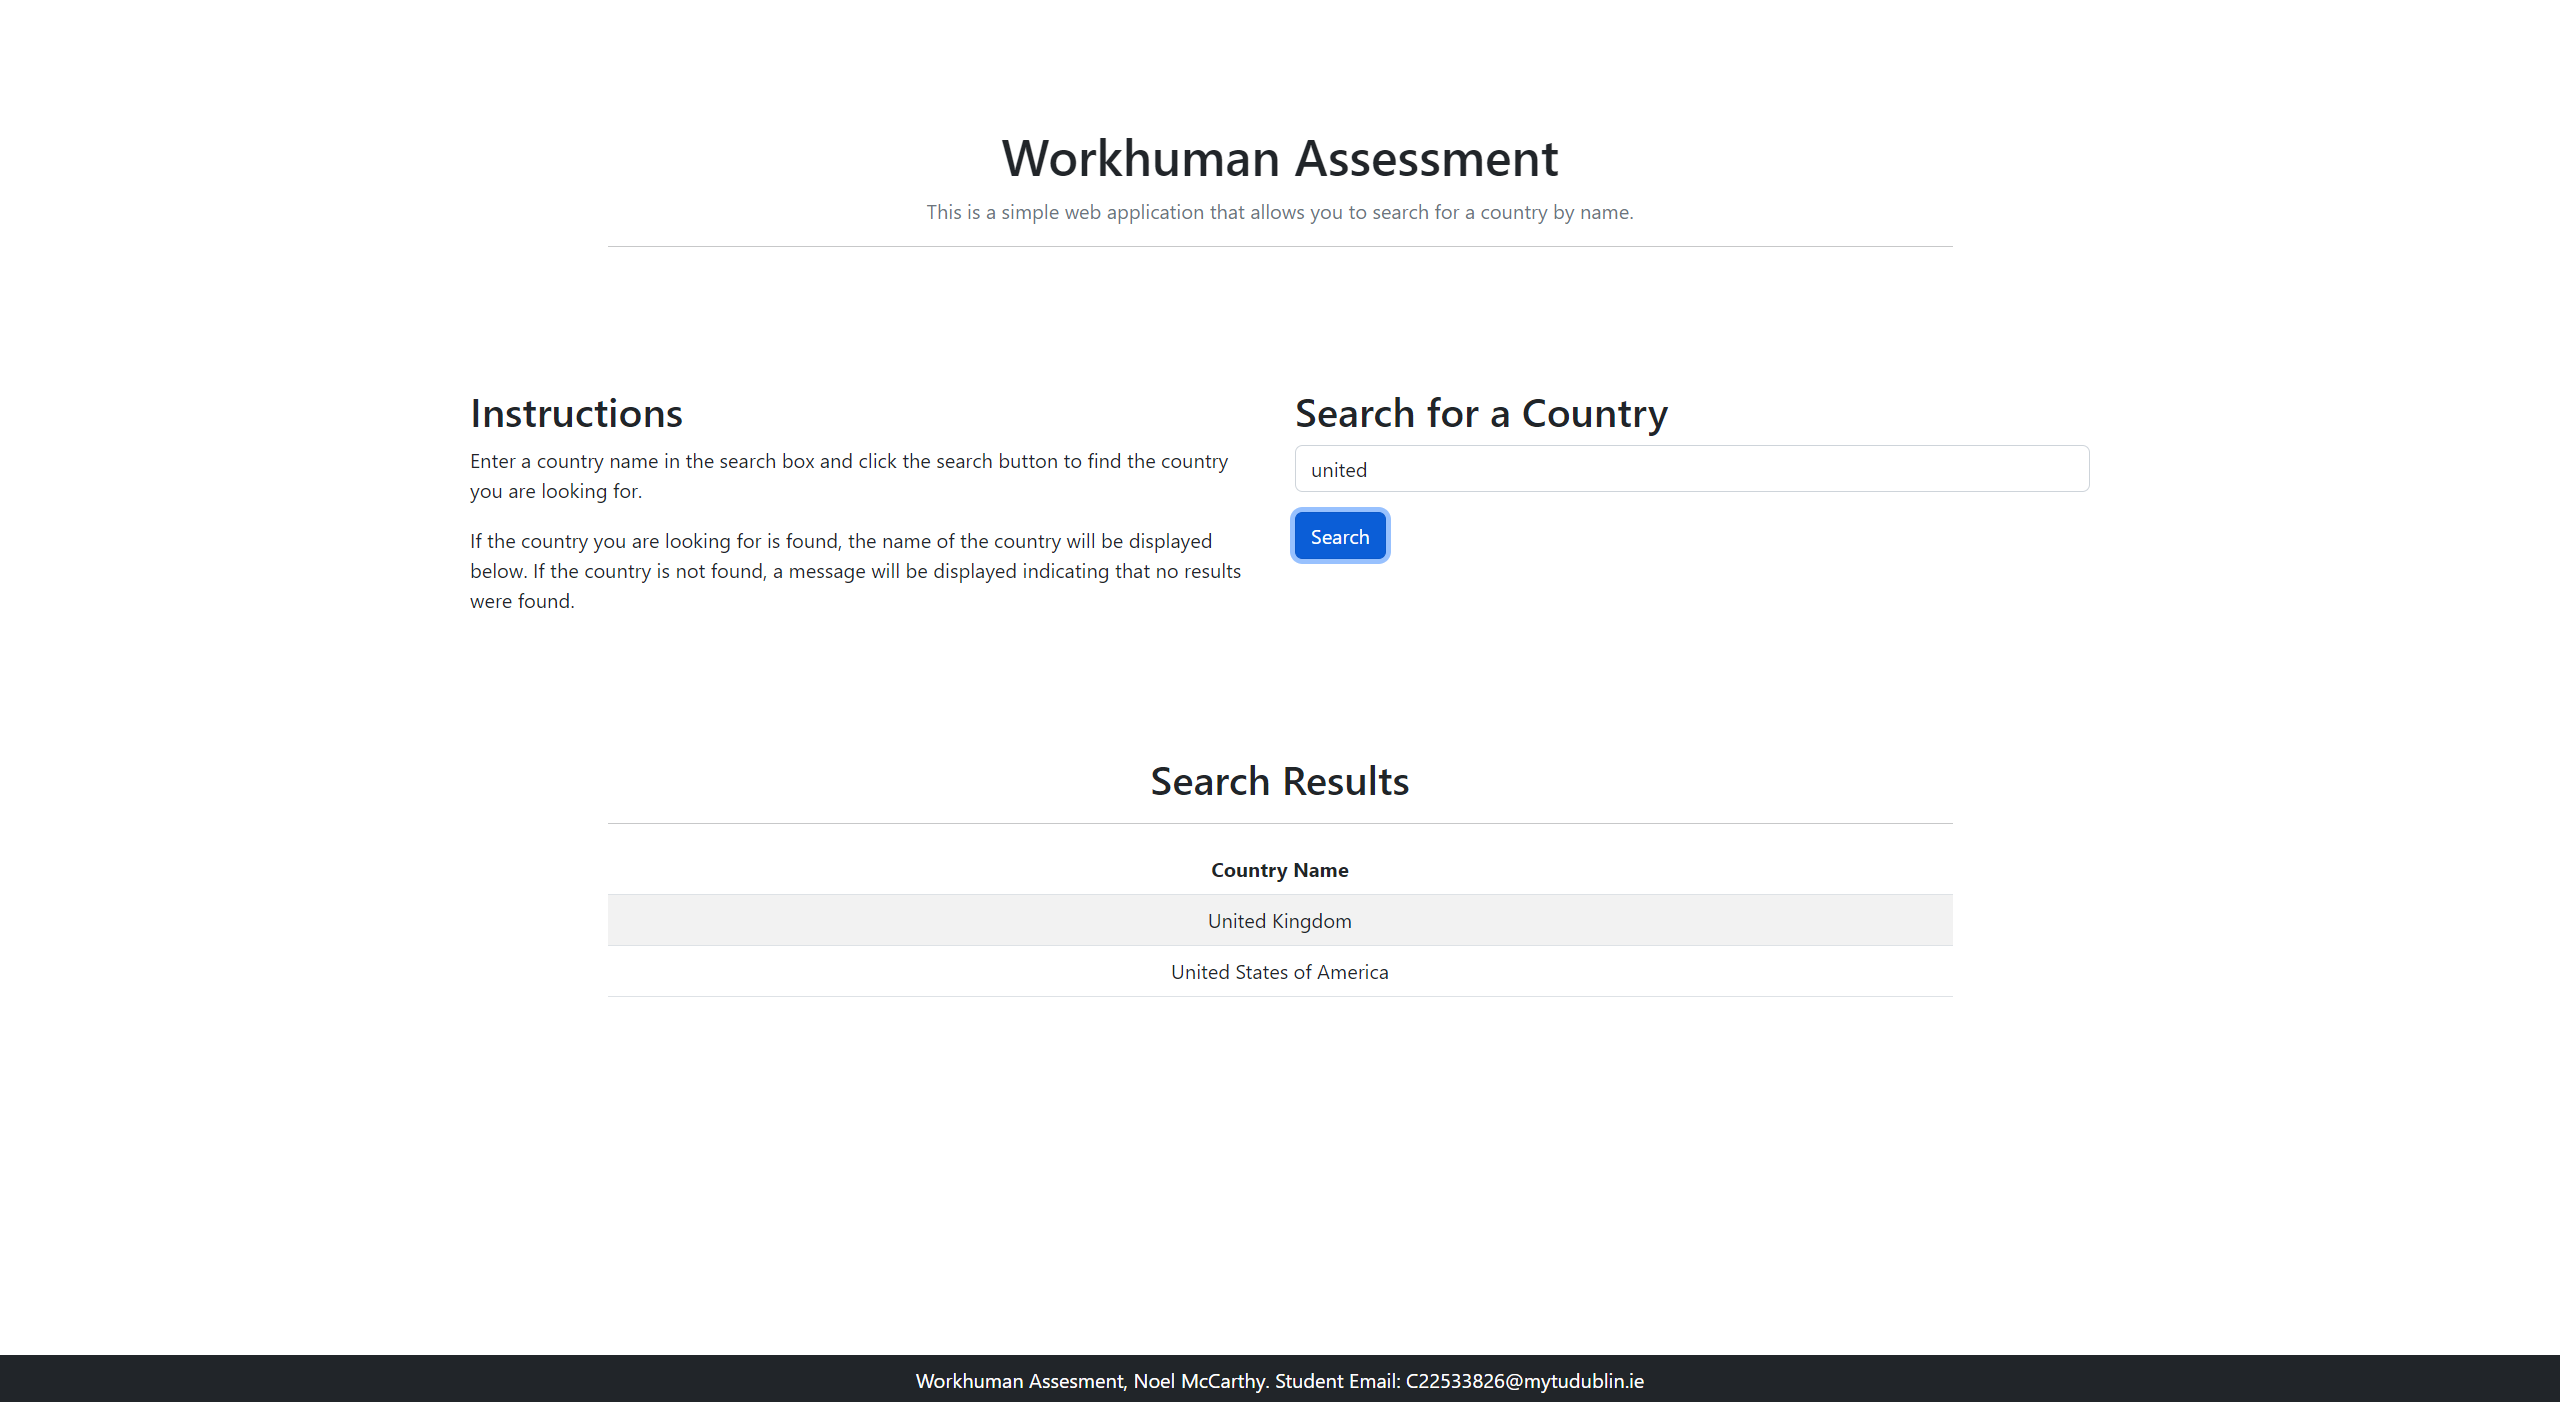 Workhuman Assessment
This is a simple web application that allows you to search for a country by name.
Instructions
Enter a country name in the search box and click the search button to find the country
you are looking for.
If the country you are looking for is found, the name of the country will be displayed
below. If the country is not found, a message will be displayed indicating that no results
were found.
Search for a Country
united
Search
Search Results
Country Name
United Kingdom
United States of America
Workhuman Assesment, Noel McCarthy. Student Email: C22533826@mytudublin.ie